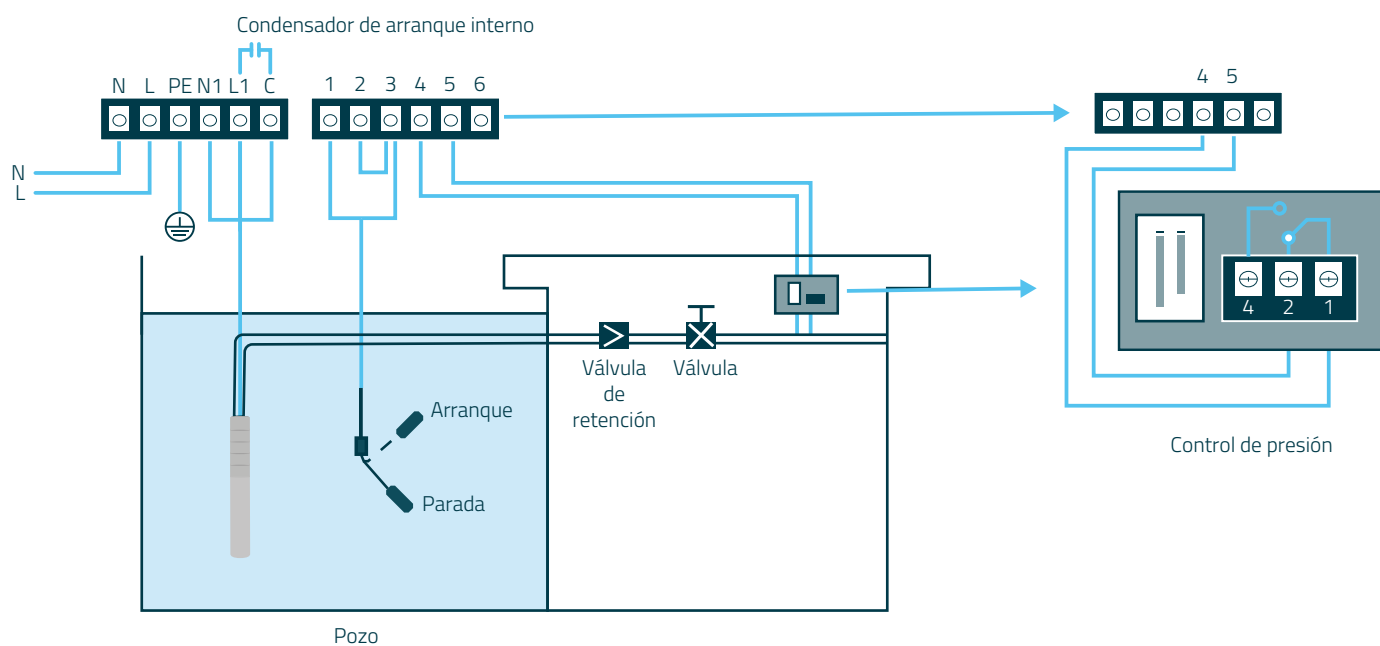 Condensador de arranque interno
N L PE N1 L1 C
1 2 3 4 5 6
4 5
N
L
4 2 1
Válvula de retención
Válvula
Arranque
Parada
Control de presión
Pozo